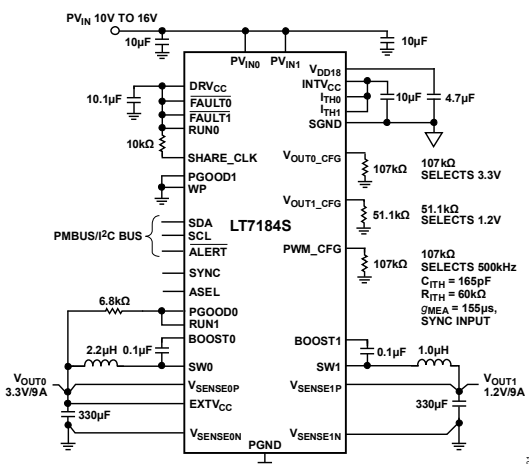 PVIN 10V TO 16V
10µF
10µF
PVIN0
PVIN1
10.1µF
DRVCC
FAULT0
FAULT1
RUN0
10kΩ
SHARE_CLK
PGOOD1
WP
PMBUS/I2C BUS
SDA
SCL
ALERT
SYNC
ASEL
6.8kΩ
PGOOD0
RUN1
BOOST0
2.2µH
0.1µF
SW0
VOUT0
3.3V/9A
VSENSE0P
EXTVCC
330µF
VSENSE0N
LT7184S
PGND
VDD18
INTVCC
ITH0
ITH1
SGND
10µF
4.7µF
VOUT0_CFG
107kΩ
107kΩ
SELECTS 3.3V
VOUT1_CFG
51.1kΩ
51.1kΩ
SELECTS 1.2V
PWM_CFG
107kΩ
107kΩ
SELECTS 500kHz
CITH = 165pF
RITH = 60kΩ
gMEA = 155µs,
SYNC INPUT
BOOST1
0.1µF
1.0µH
SW1
VSENSE1P
VOUT1
1.2V/9A
330µF
VSENSE1N